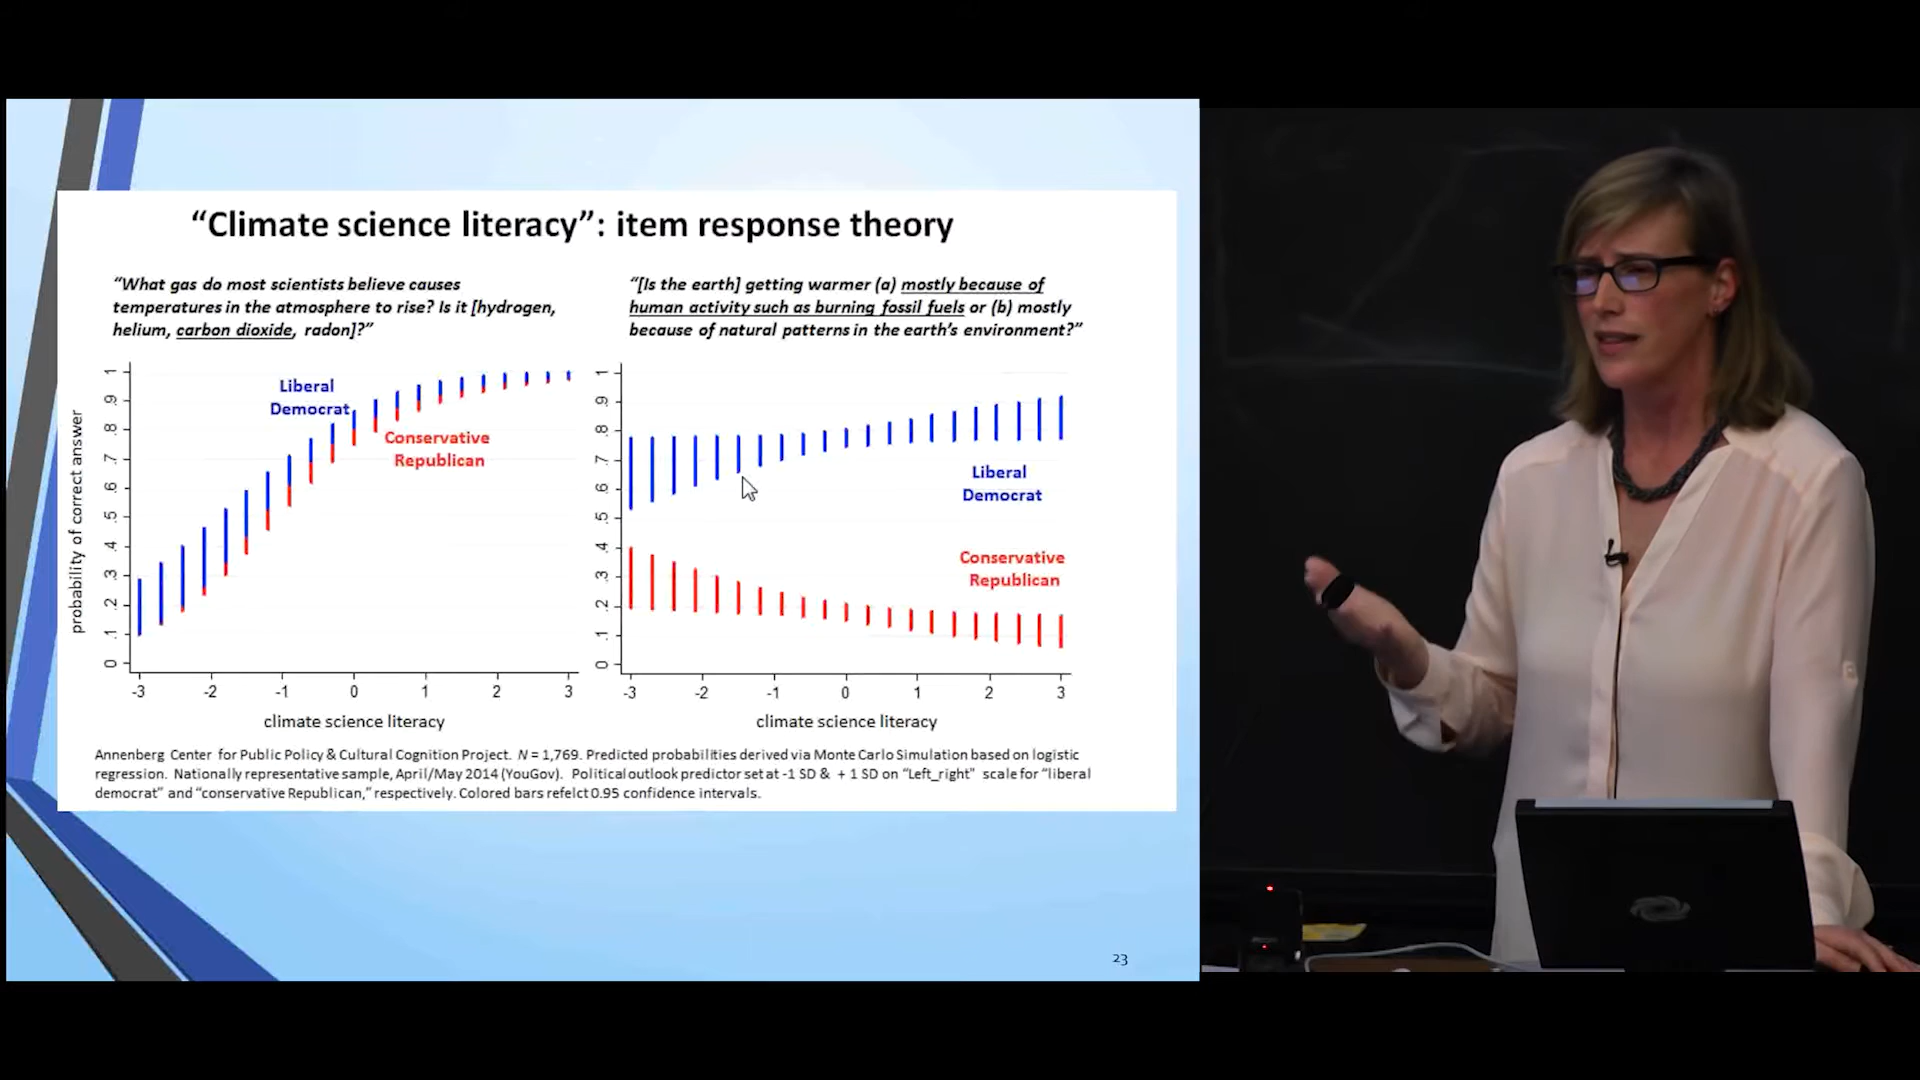 “Climate science literacy”: item response theory
“What gas do most scientists believe causes
temperatures in the atmosphere to rise? Is it [hydrogen,
helium, carbon dioxide, radon]?”
“[Is the earth] getting warmer (a) mostly because of
human activity such as burning fossil fuels or (b) mostly
because of natural patterns in the earth’s environment?”
probability of correct answer
1
.9
.8
.7
.6
.5
.4
.3
.2
.1
0
Liberal
Democrat
Conservative
Republican
-3 -2 -1 0 1 2 3
climate science literacy
1
.9
.8
.7
.6
.5
.4
.3
.2
.1
0
Liberal
Democrat
Conservative
Republican
-3 -2 -1 0 1 2 3
climate science literacy
Annenberg Center for Public Policy & Cultural Cognition Project. N = 1,769. Predicted probabilities derived via Monte Carlo Simulation based on logistic
regression. Nationally representative sample, April/May 2014 (YouGov). Political outlook predictor set at -1 SD & + 1 SD on “Left_right” scale for “liberal
democrat” and “conservative Republican,” respectively. Colored bars refelct 0.95 confidence intervals.
23